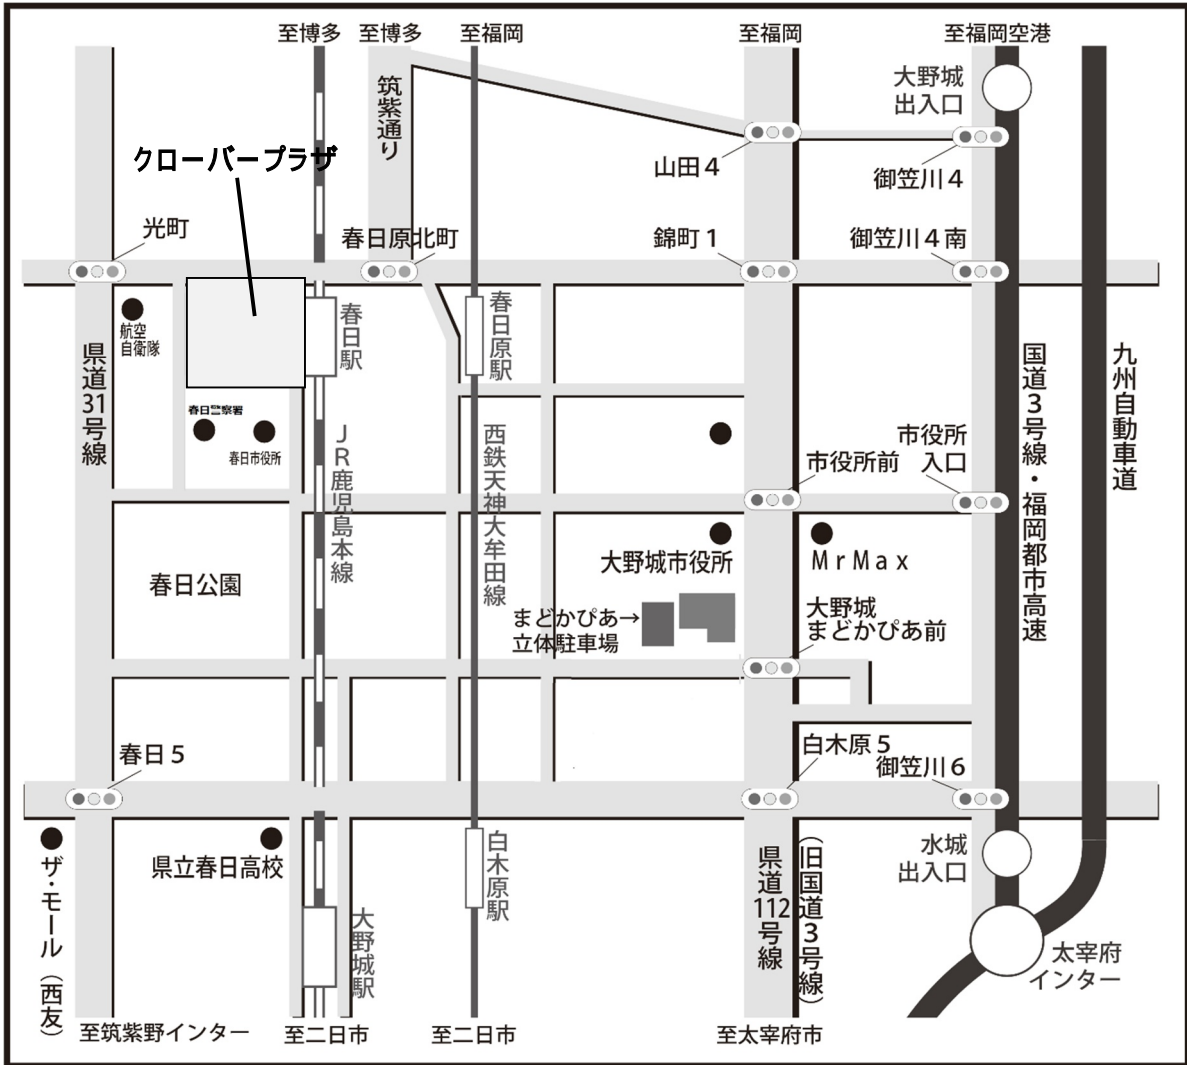 至博多
至博多
至福岡
至福岡
至福岡空港
大野城
出入口
筑紫通り
クローバープラザ
山田4
御笠川4
光町
春日原北町
錦町1
御笠川4南
航空
自衛隊
春日駅
春日原駅
県道31号線
国道3号線・福岡都市高速
九州自動車道
春日警察署
春日市役所
JR鹿児島本線
西鉄天神大牟田線
市役所前
市役所
入口
大野城市役所
MrMax
春日公園
まどかぴあ→
立体駐車場
大野城
まどかぴあ前
春日5
白木原5
御笠川6
県立春日高校
ザ・モール(西友)
白木原駅
大野城駅
県道112号線
(旧国道3号線)
水城
出入口
太宰府
インター
至筑紫野インター
至二日市
至二日市
至太宰府市